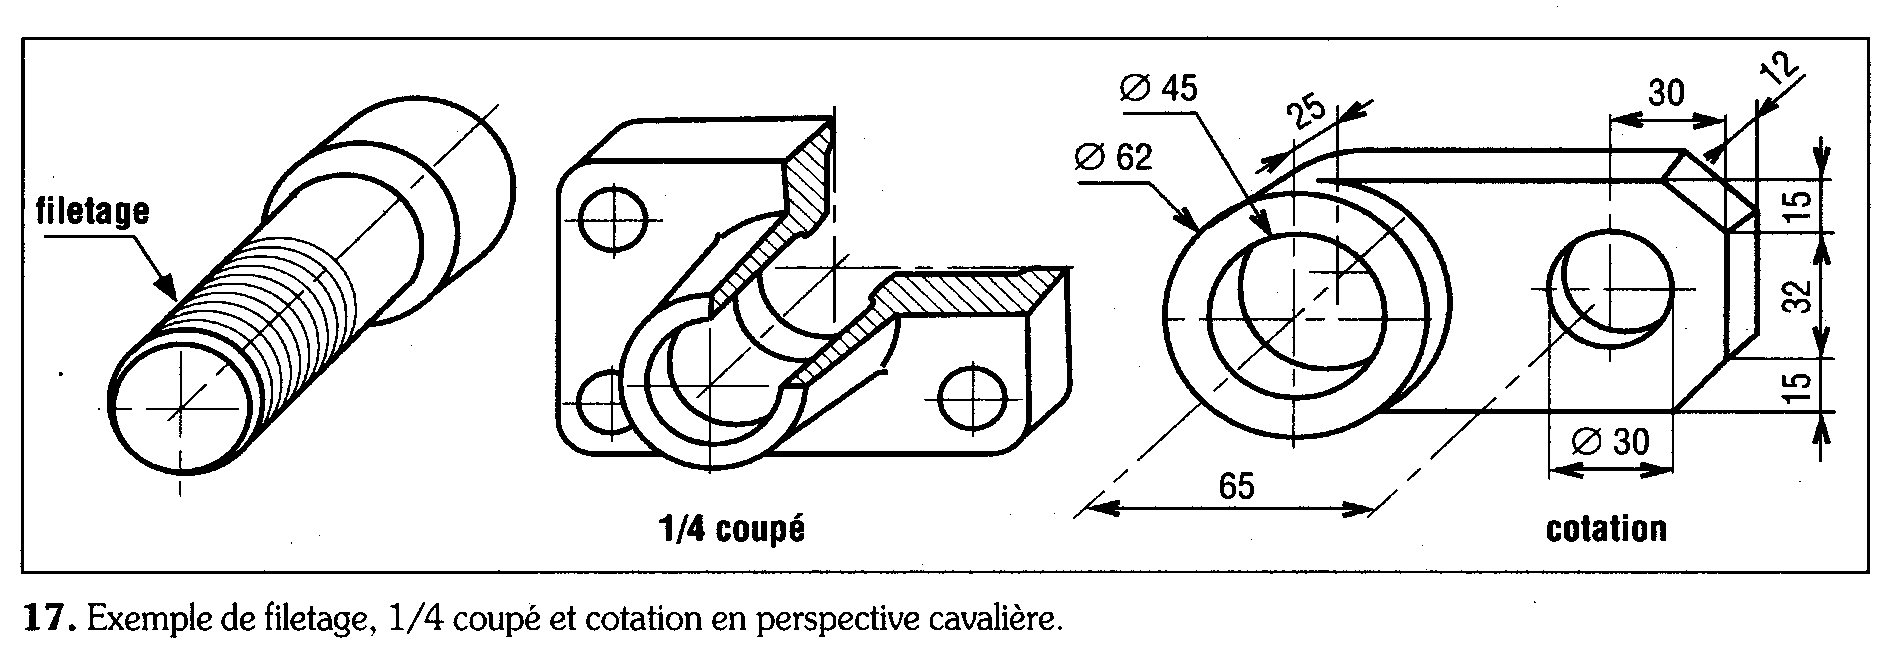 filetage
1/4 coupé
Ø 45
Ø 62
25
30
12
15
32
15
Ø 30
65
cotation
17. Exemple de filetage, 1/4 coupé et cotation en perspective cavalière.